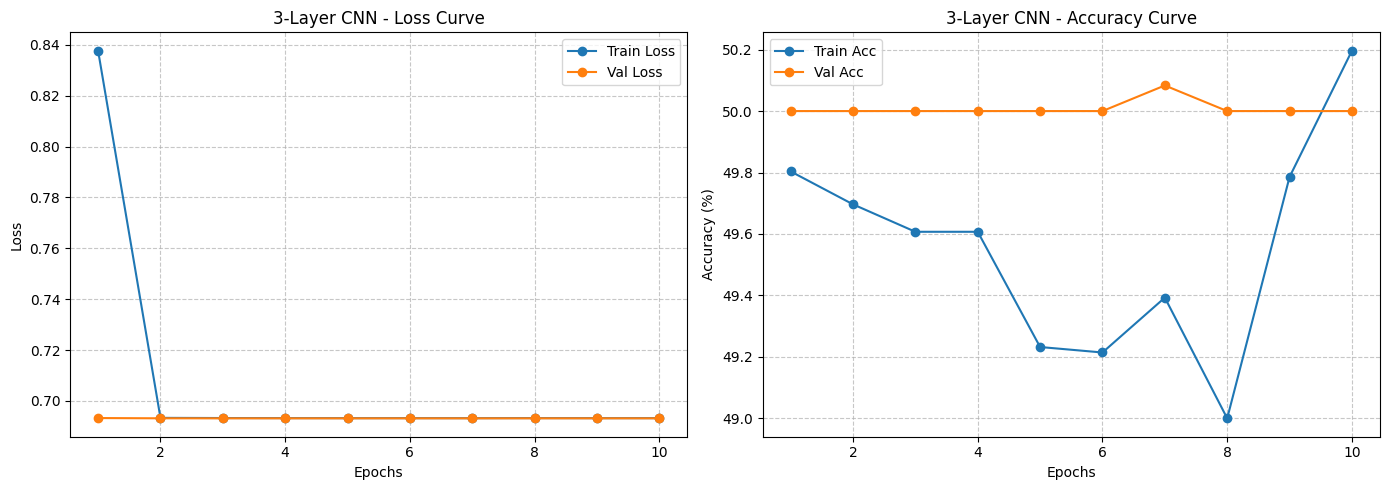 3-Layer CNN - Loss Curve
0.84
0.82
0.80
0.78
0.76
0.74
0.72
0.70
Loss
Train Loss
Val Loss
2
4
6
8
10
Epochs
3-Layer CNN - Accuracy Curve
50.2
50.0
49.8
49.6
49.4
49.2
49.0
Accuracy (%)
Train Acc
Val Acc
2
4
6
8
10
Epochs